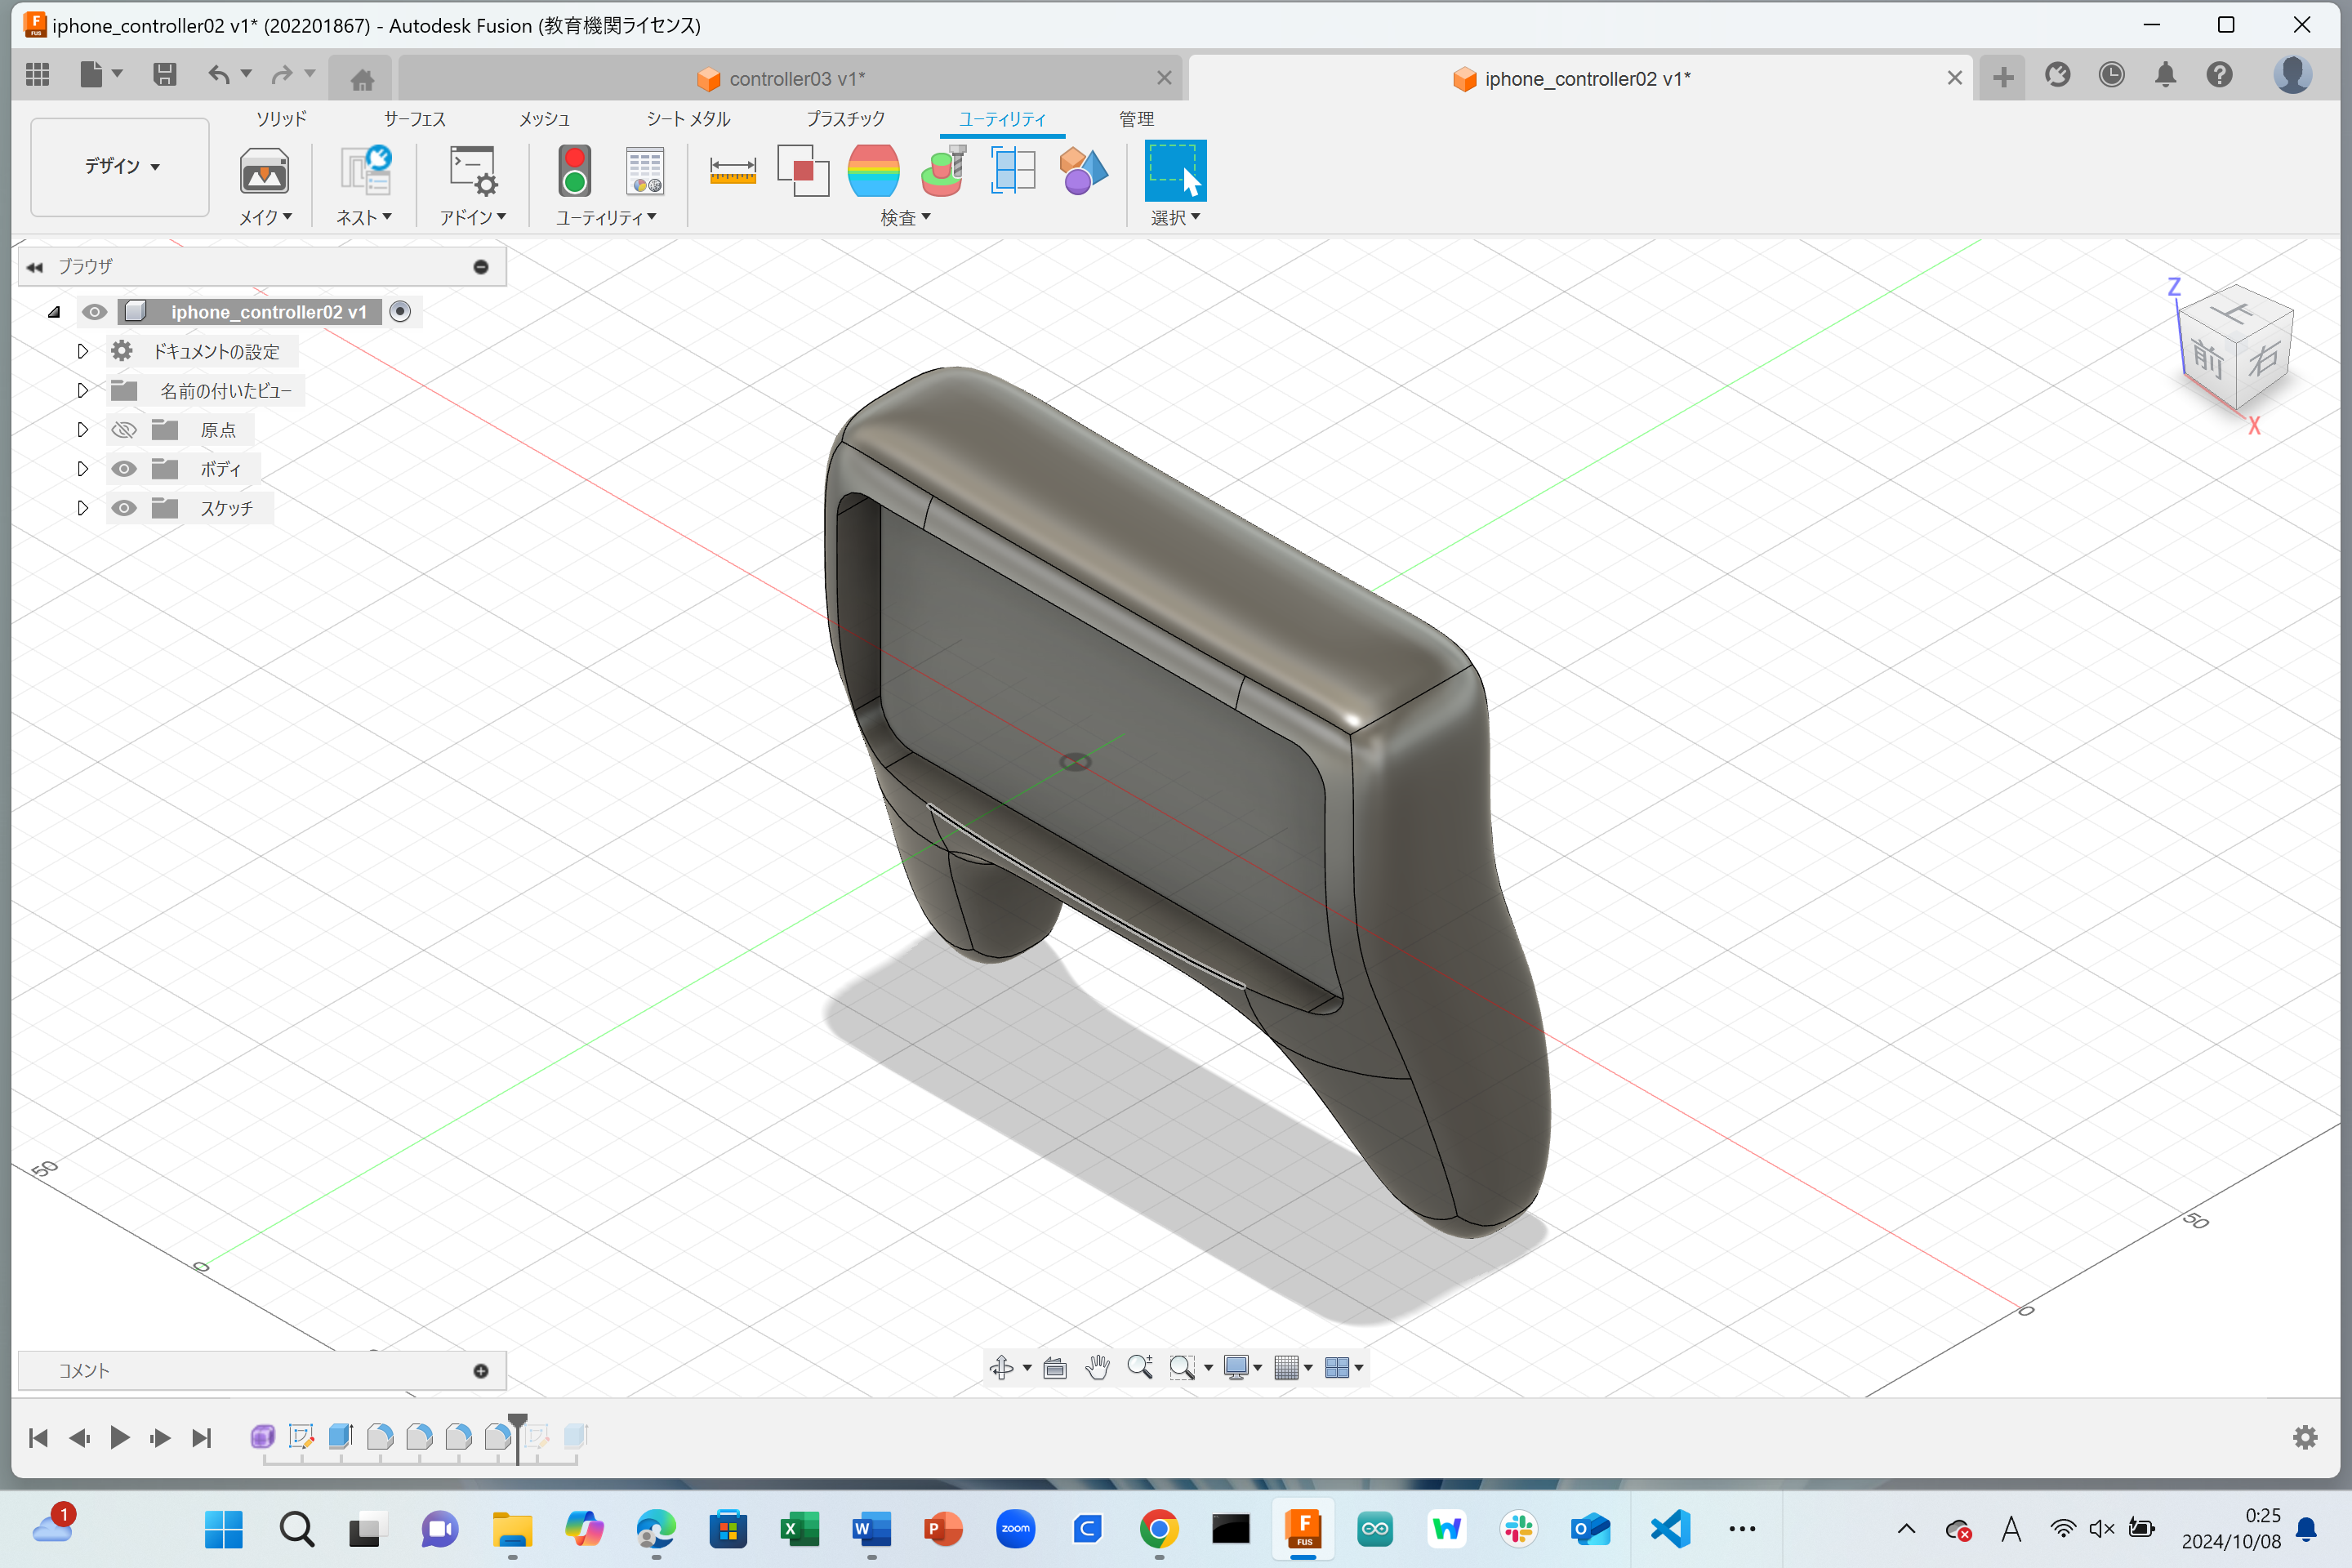 iphone_controller02 v1* (202201867) - Autodesk Fusion (教育機関ライセンス)
controller03 v1*
iphone_controller02 v1*
ソリッド
サーフェス
メッシュ
シート メタル
プラスチック
ユーティリティ
管理
デザイン
メイク
ネスト
アドイン
ユーティリティ
検査
選択
ブラウザ
iphone_controller02 v1
ドキュメントの設定
名前の付いたビュー
原点
ボディ
スケッチ
Z
上
前
右
X
50
0
50
0
コメント
1
zoom
F
FUS
A
0:25
2024/10/08